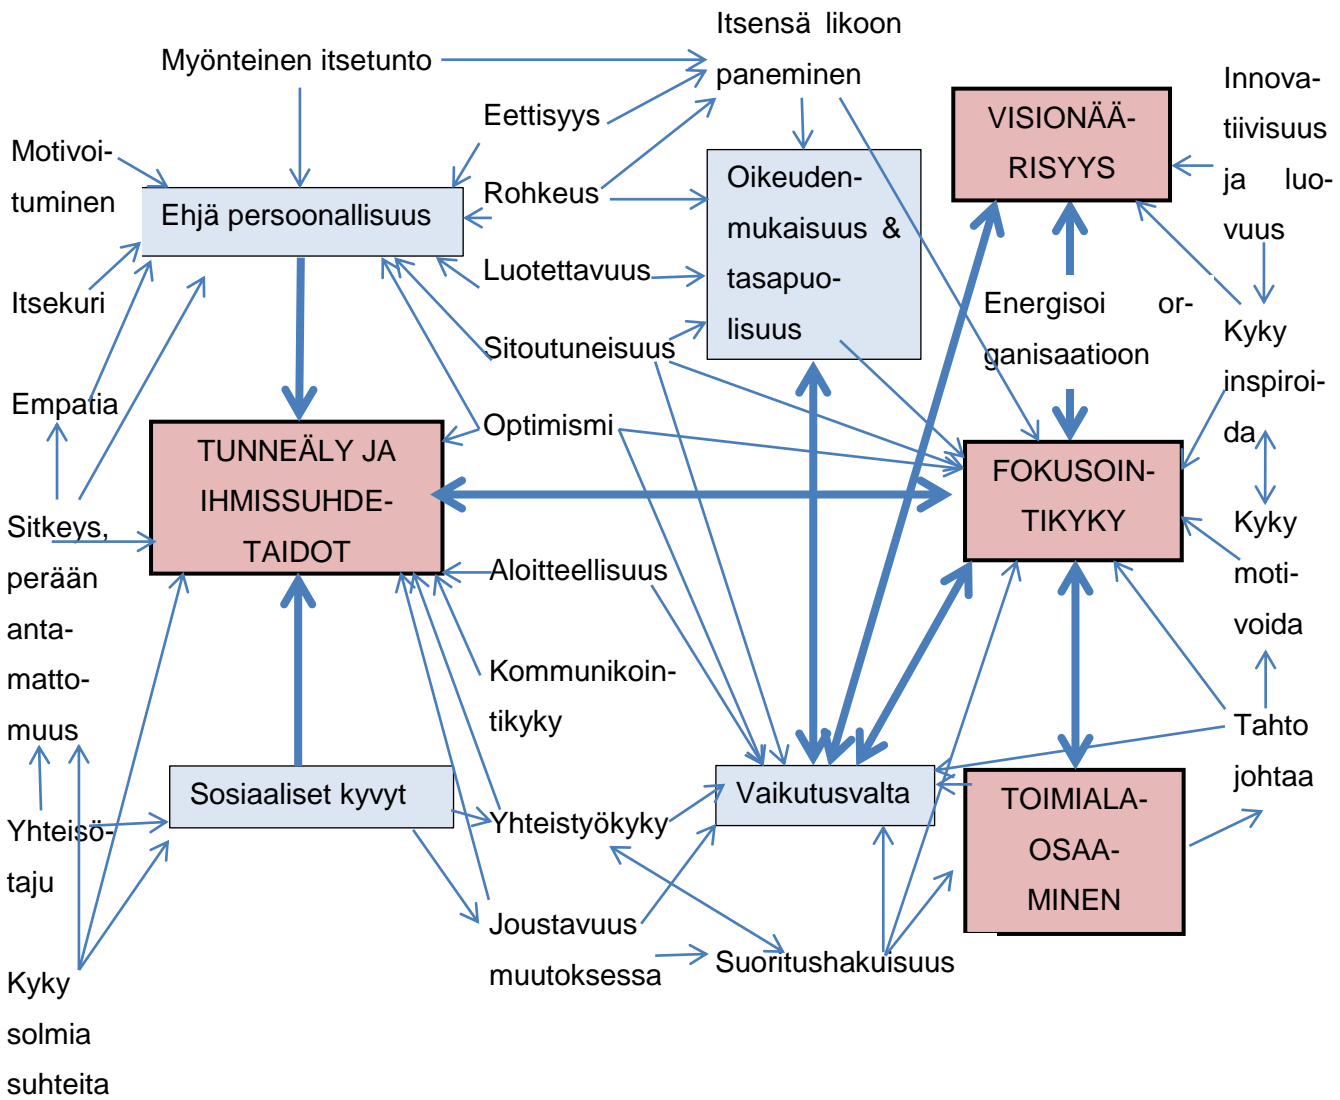 Itsensä likoon
paneminen
Myönteinen itsetunto
Innova-
tiivisuus
ja luo-
vuus
VISIONÄÄ-
RISYYS
Eettisyys
Motivoi-
tuminen
Rohkeus
Oikeuden-
mukaisuus &
tasapuo-
lisuus
Ehjä persoonallisuus
Luotettavuus
Itsekuri
Energisoi or-
ganisaatioon
Kyky
inspiroi-
da
Sitoutuneisuus
Empatia
Optimismi
TUNNEÄLY JA
IHMISSUHDE-
TAIDOT
FOKUSOIN-
TIKYKY
Sitkeys,
perään
anta-
matto-
muus
Kyky
moti-
voida
Aloitteellisuus
Kommunikoin-
tikyky
Tahto
johtaa
Sosiaaliset kyvyt
Vaikutusvalta
TOIMIALA-
OSAA-
MINEN
Yhteisö-
taju
Yhteistyökyky
Joustavuus
muutoksessa
Suoritushakuisuus
Kyky
solmia
suhteita